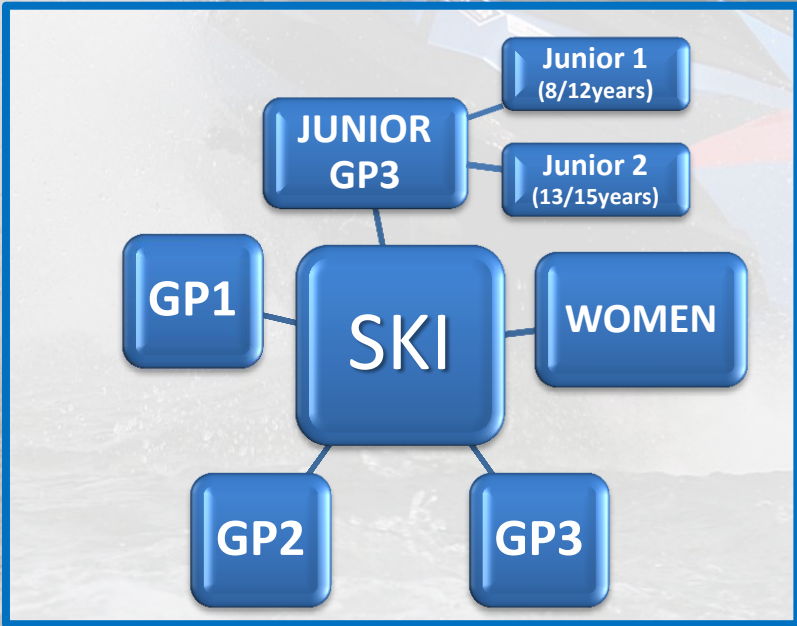 Junior 1
(8/12years)
JUNIOR
GP3
Junior 2
(13/15years)
GP1
SKI
WOMEN
GP2
GP3